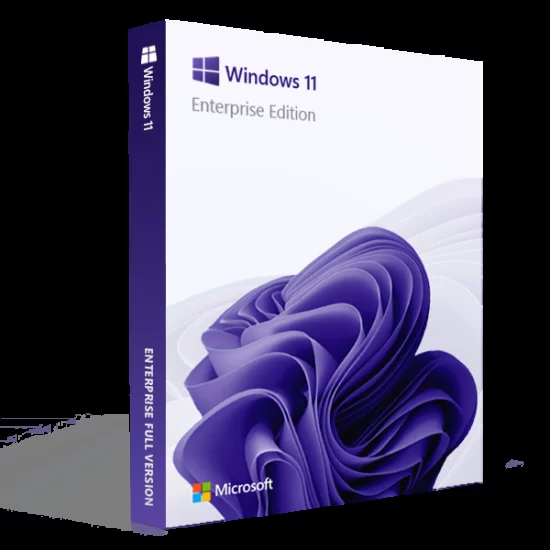 Windows 11
Enterprise Edition
Microsoft
Windows 11
ENTERPRISE FULL VERSION